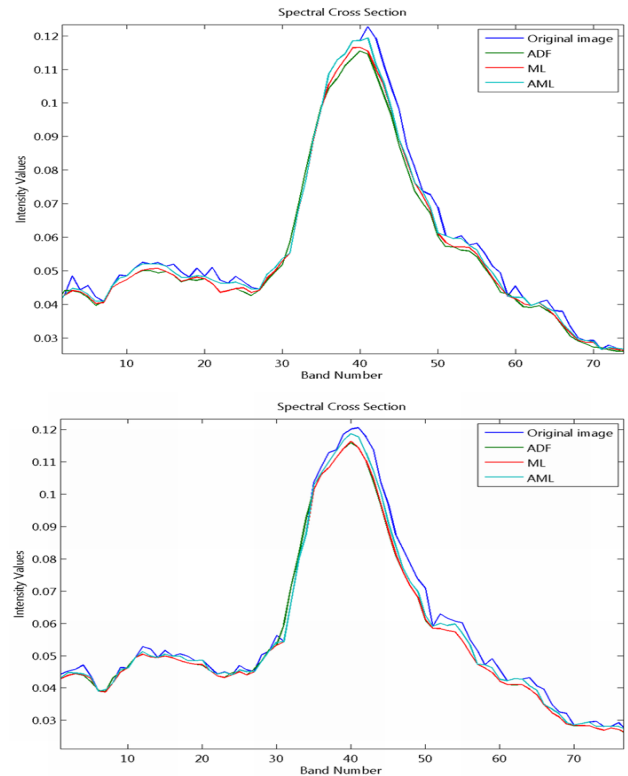 Spectral Cross Section
0.12
0.11
0.1
0.09
0.08
0.07
0.06
0.05
0.04
0.03
Intensity Values
Original image
ADF
ML
AML
10 20 30 40 50 60 70
Band Number
Spectral Cross Section
0.12
0.11
0.1
0.09
0.08
0.07
0.06
0.05
0.04
0.03
Intensity Values
Original image
ADF
ML
AML
10 20 30 40 50 60 70
Band Number